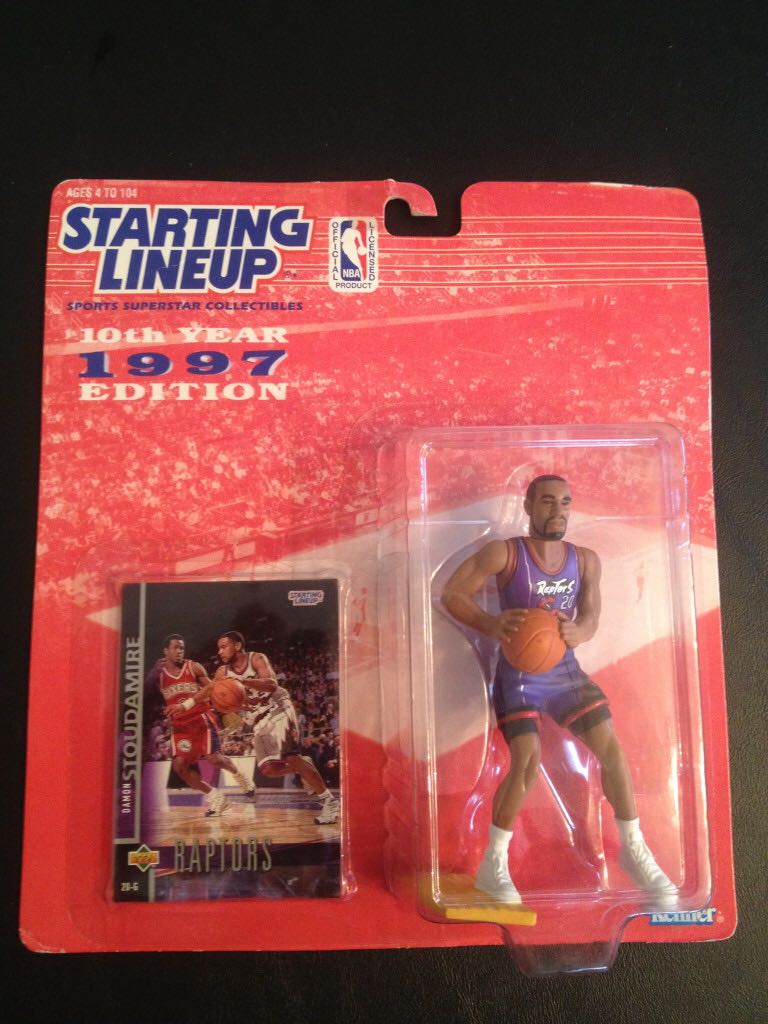 AGES 4 TO 104
STARTING
LINEUP
SPORTS SUPERSTAR COLLECTIBLES
10th YEAR
1997
EDITION
OFFICIAL
LICENSED
NBA
PRODUCT
STARTING
LINEUP
DAMON STOUDAMIRE
RAPTORS
20-G
RAPTORS
20
Kenner®